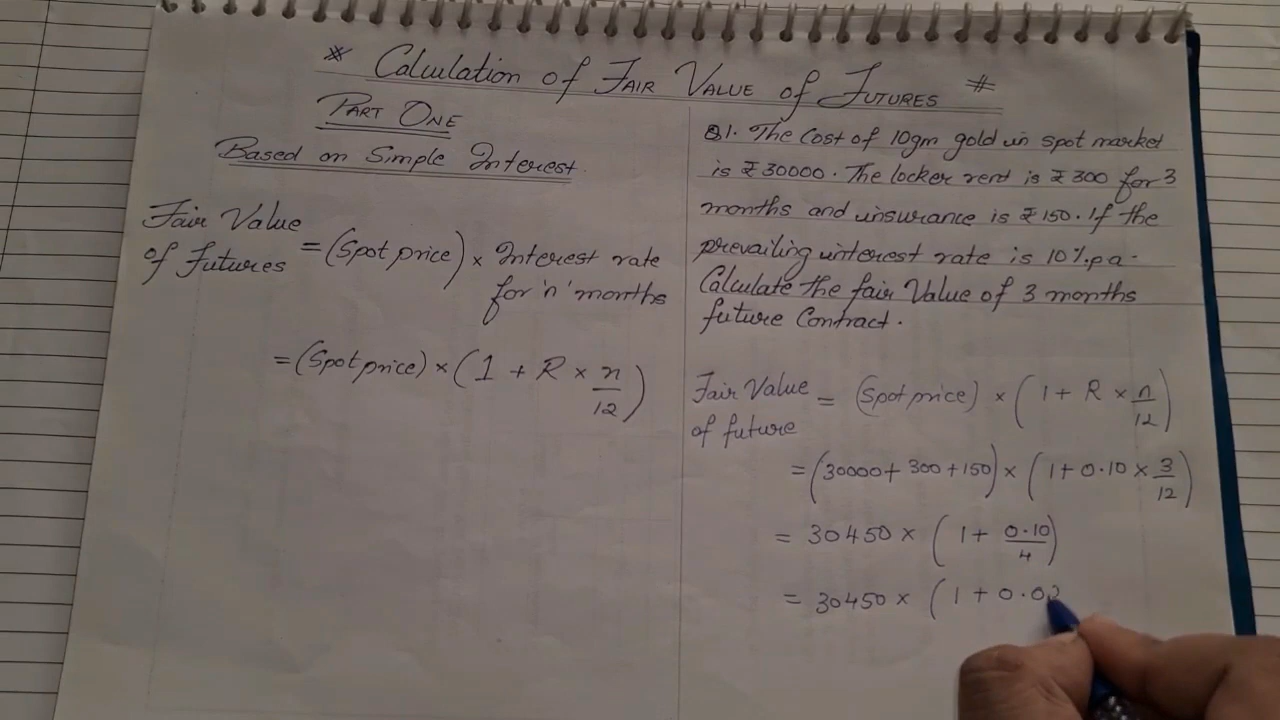 * Calculation of FAIR VALUE of FUTURES #
PART ONE
Based on Simple Interest.
Fair Value of Futures = (Spot price) × Interest rate for 'n' months
= (Spot price) × (1 + R × n/12)
Q1. The Cost of 10gm gold in spot market
is ₹30000. The locker rent is ₹300 for 3
months and insurance is ₹150. If the
prevailing interest rate is 10% pa.
Calculate the fair Value of 3 months
future Contract.
Fair Value of future = (Spot price) × (1 + R × n/12)
= (30000 + 300 + 150) × (1 + 0.10 × 3/12)
= 30450 × (1 + 0.10/4)
= 30450 × (1 + 0.0